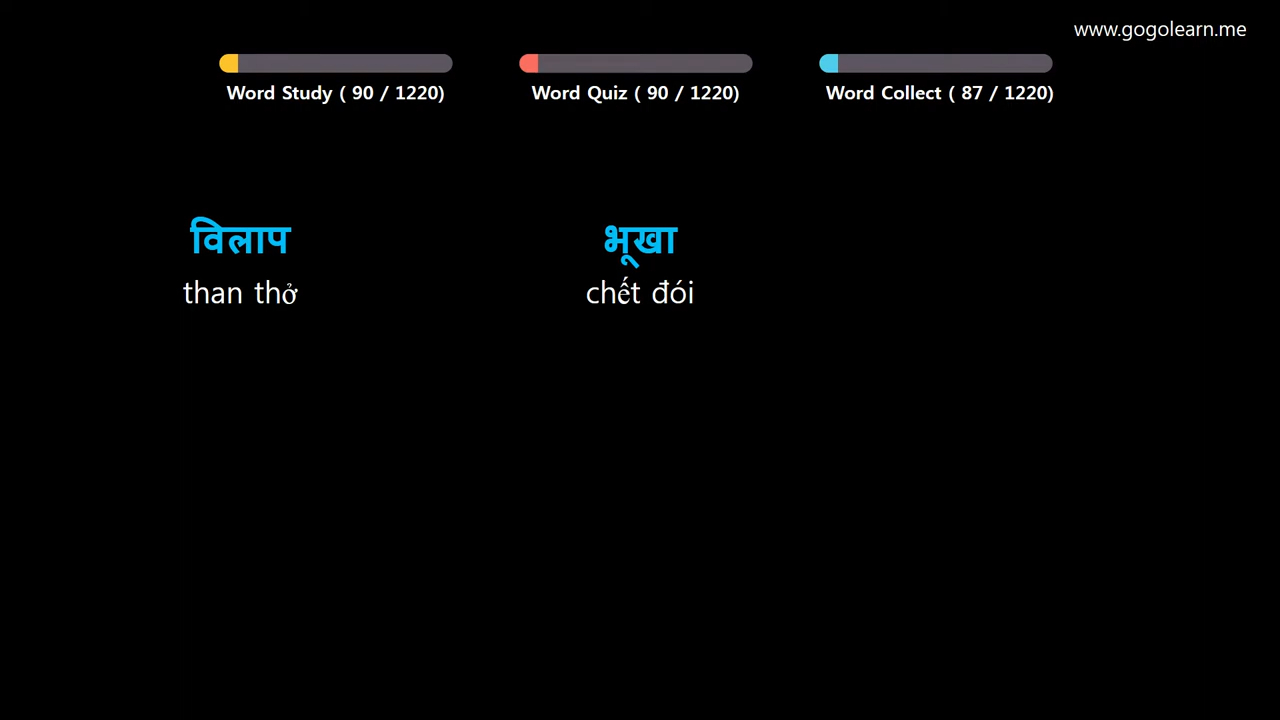 www.gogolearn.me
Word Study ( 90 / 1220)
Word Quiz ( 90 / 1220)
Word Collect ( 87 / 1220)
विलाप
than thở
भूखा
chết đói